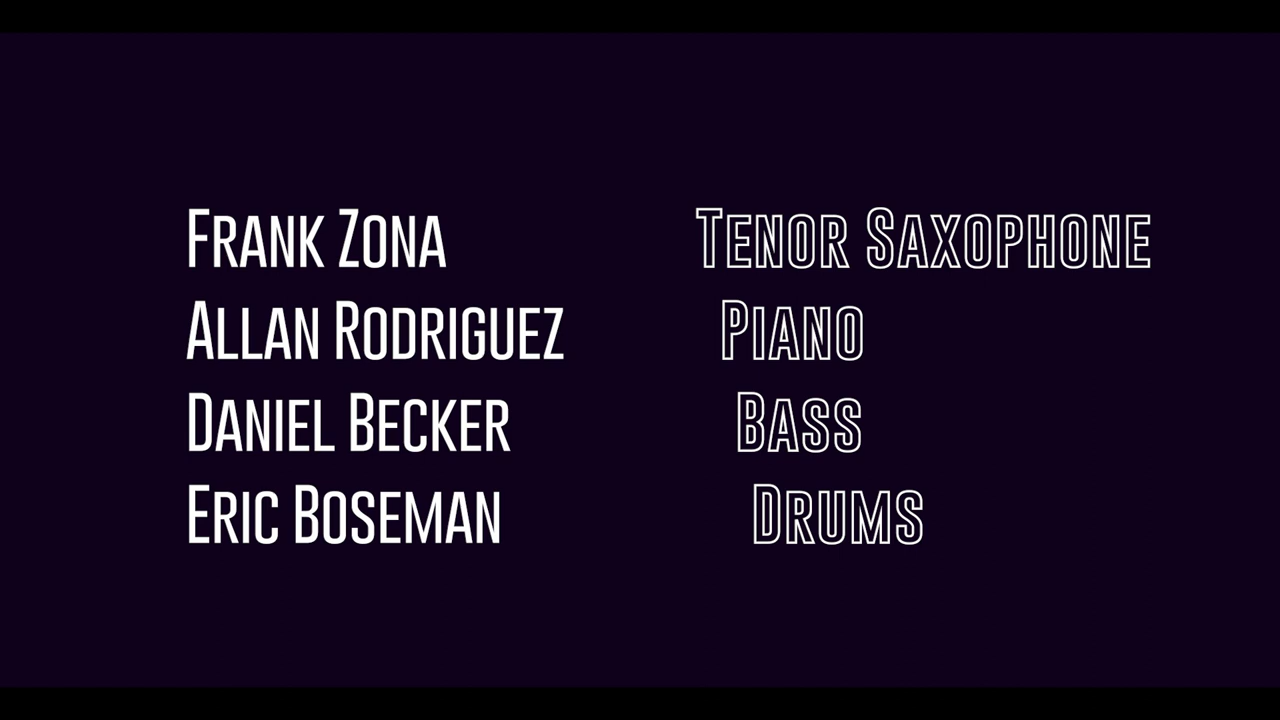 Frank Zona Tenor Saxophone
Allan Rodriguez Piano
Daniel Becker Bass
Eric Boseman Drums